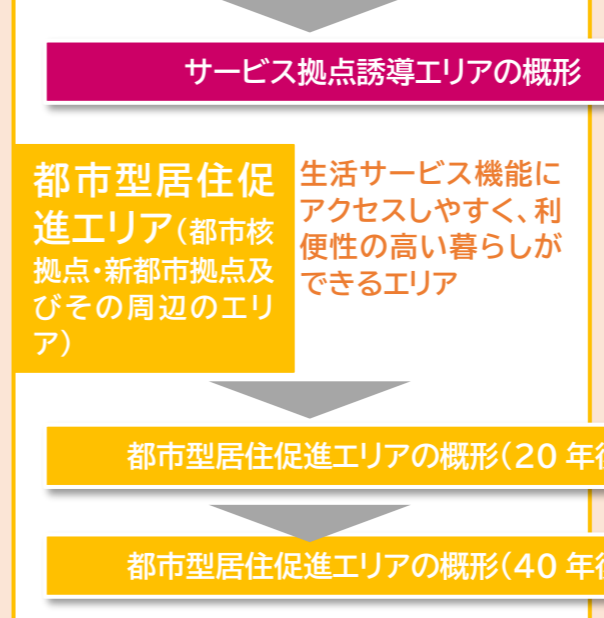 サービス拠点誘導エリアの概形
都市型居住促
進エリア(都市核
拠点・新都市拠点及
びその周辺のエリ
ア)
生活サービス機能に
アクセスしやすく、利
便性の高い暮らしが
できるエリア
都市型居住促進エリアの概形(20 年
都市型居住促進エリアの概形(40 年